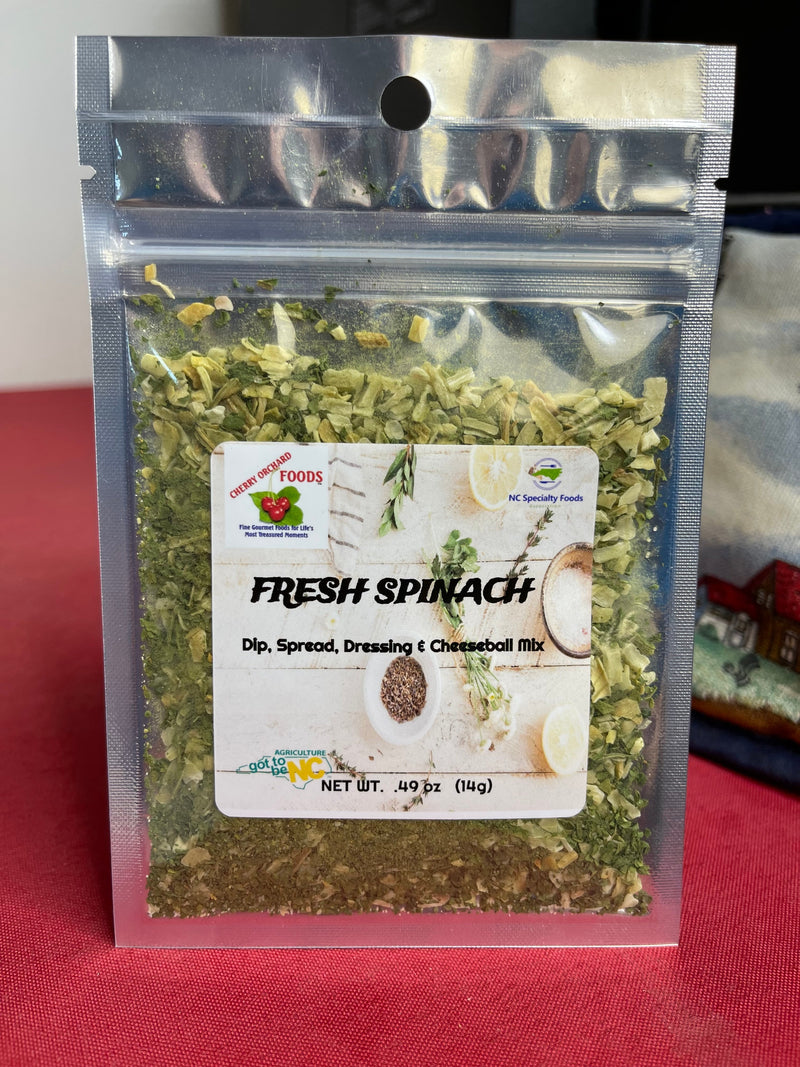 CHERRY ORCHARD
FOODS
Fine Gourmet Foods for Life's
Most Treasured Moments
NC Specialty Foods
FRESH SPINACH
Dip, Spread, Dressing & Cheeseball Mix
AGRICULTURE
got to
be NC
NET WT. .49 oz (14g)